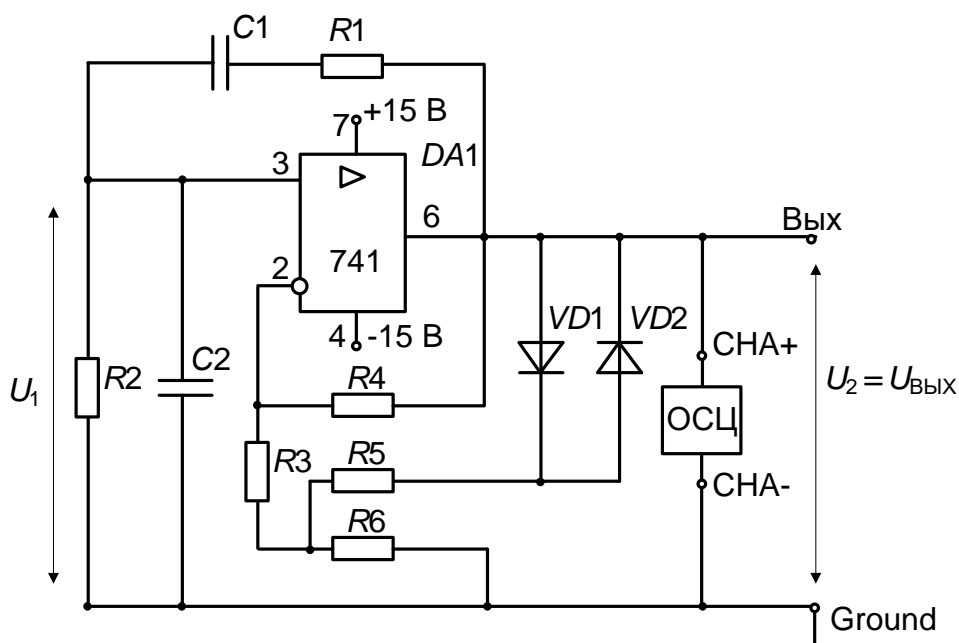 C1
R1
7
+15 В
DA1
3
6
Вых
2
741
4
-15 В
VD1
VD2
CHA+
U1
R2
C2
R4
ОСЦ
U2 = UВЫХ
R3
R5
CHA-
R6
Ground